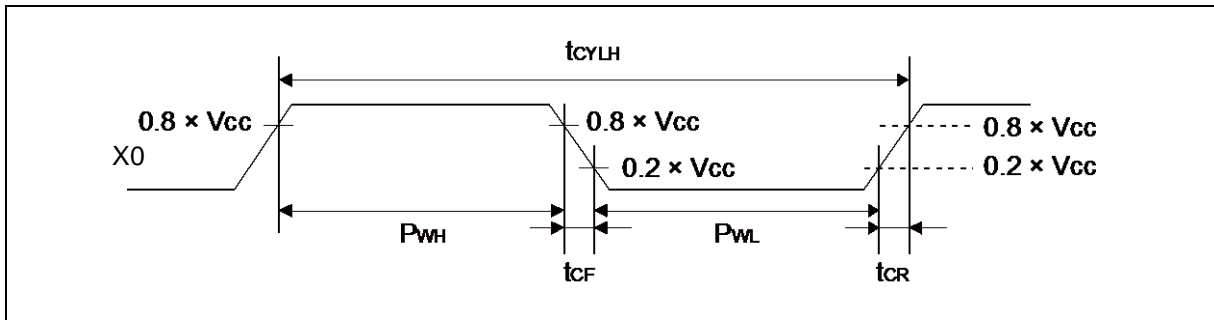 tCYLH
0.8 × VCC
0.8 × VCC
0.8 × VCC
X0
0.2 × VCC
0.2 × VCC
PWH
PWL
tCF
tCR